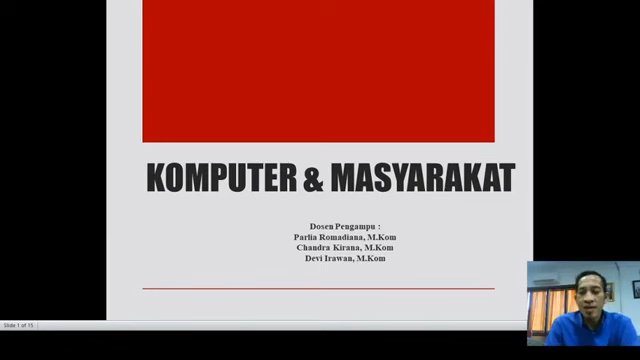 KOMPUTER & MASYARAKAT
Dosen Pengampu :
Parlia Romadiana, M.Kom
Chandra Kirana, M.Kom
Devi Irawan, M.Kom
Slide 1 of 15